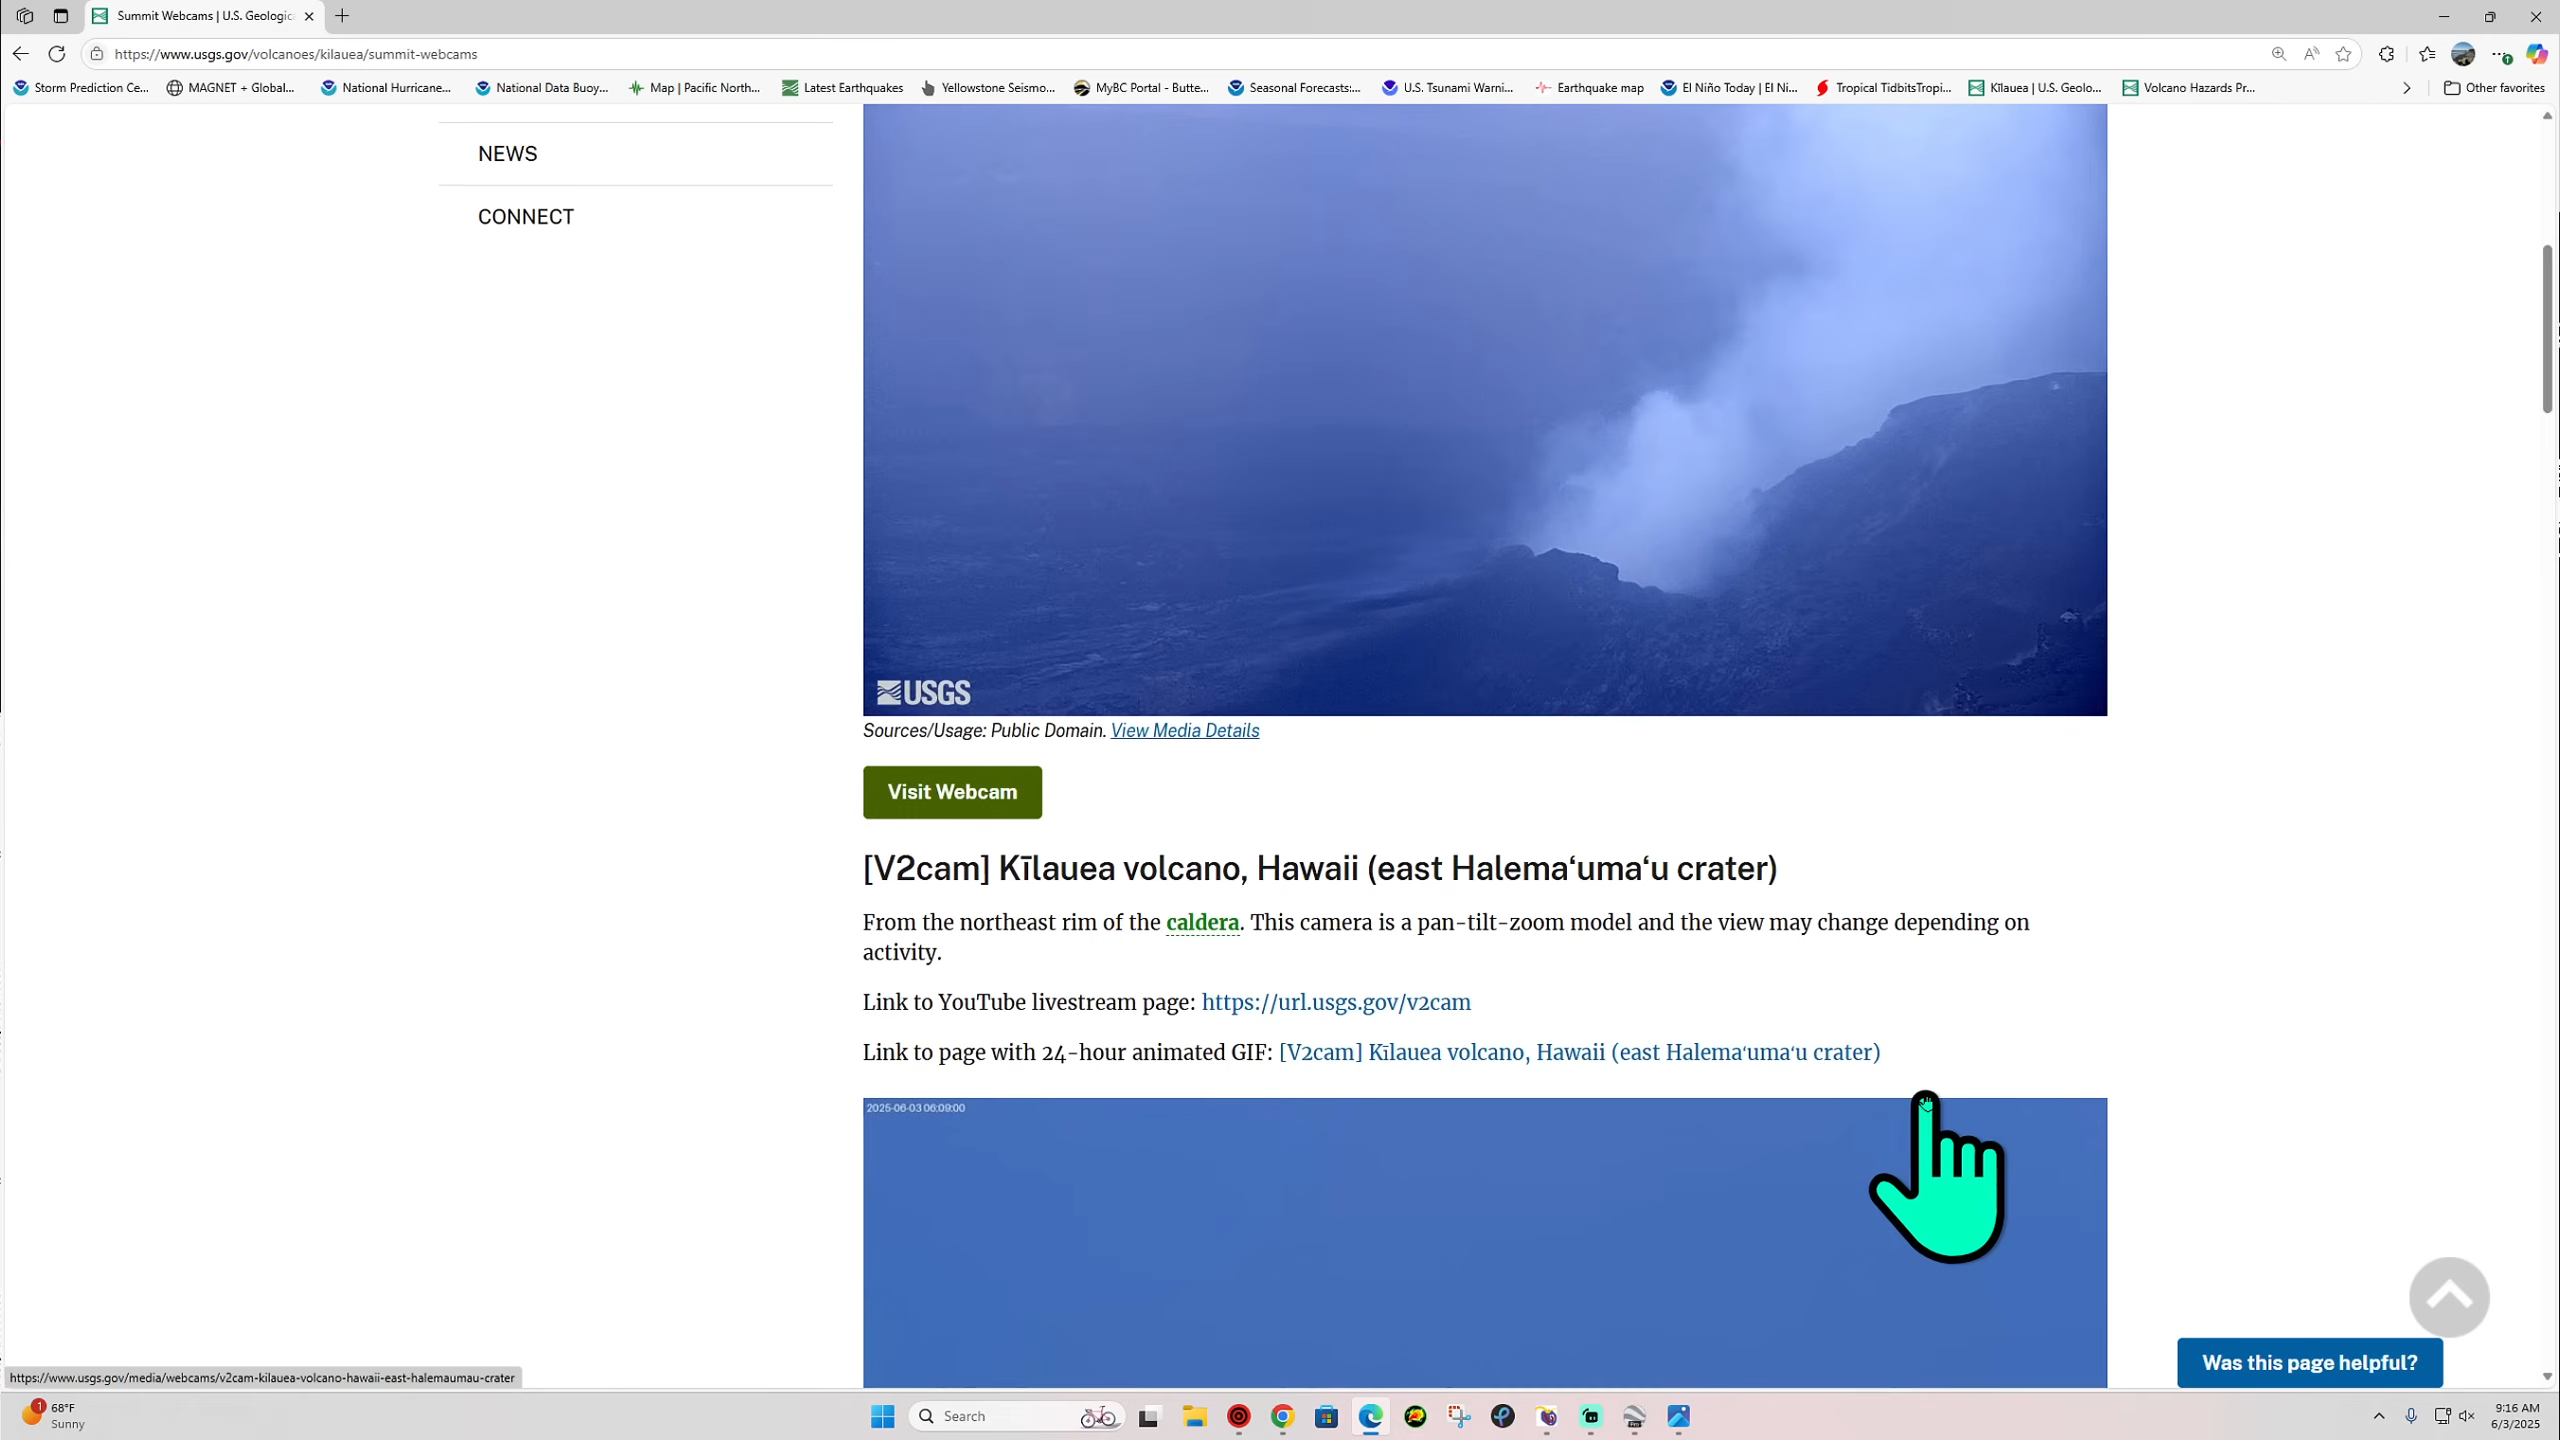 Summit Webcams | U.S. Geologic
https://www.usgs.gov/volcanoes/kilauea/summit-webcams
Storm Prediction Ce...
MAGNET + Global...
National Hurricane...
National Data Buoy...
Map | Pacific North...
Latest Earthquakes
Yellowstone Seismo...
MyBC Portal - Butte...
Seasonal Forecasts:...
U.S. Tsunami Warni...
Earthquake map
El Niño Today | El Ni...
Tropical TidbitsTropi...
Kīlauea | U.S. Geolo...
Volcano Hazards Pr...
Other favorites
NEWS
CONNECT
USGS
Sources/Usage: Public Domain. View Media Details
Visit Webcam
[V2cam] Kīlauea volcano, Hawaii (east Halemaʻumaʻu crater)
From the northeast rim of the caldera. This camera is a pan-tilt-zoom model and the view may change depending on
activity.
Link to YouTube livestream page: https://url.usgs.gov/v2cam
Link to page with 24-hour animated GIF: [V2cam] Kīlauea volcano, Hawaii (east Halemaʻumaʻu crater)
2025-06-03 06:09:00
Was this page helpful?
https://www.usgs.gov/media/webcams/v2cam-kilauea-volcano-hawaii-east-halemaumau-crater
1
68°F
Sunny
Search
9:16 AM
6/3/2025